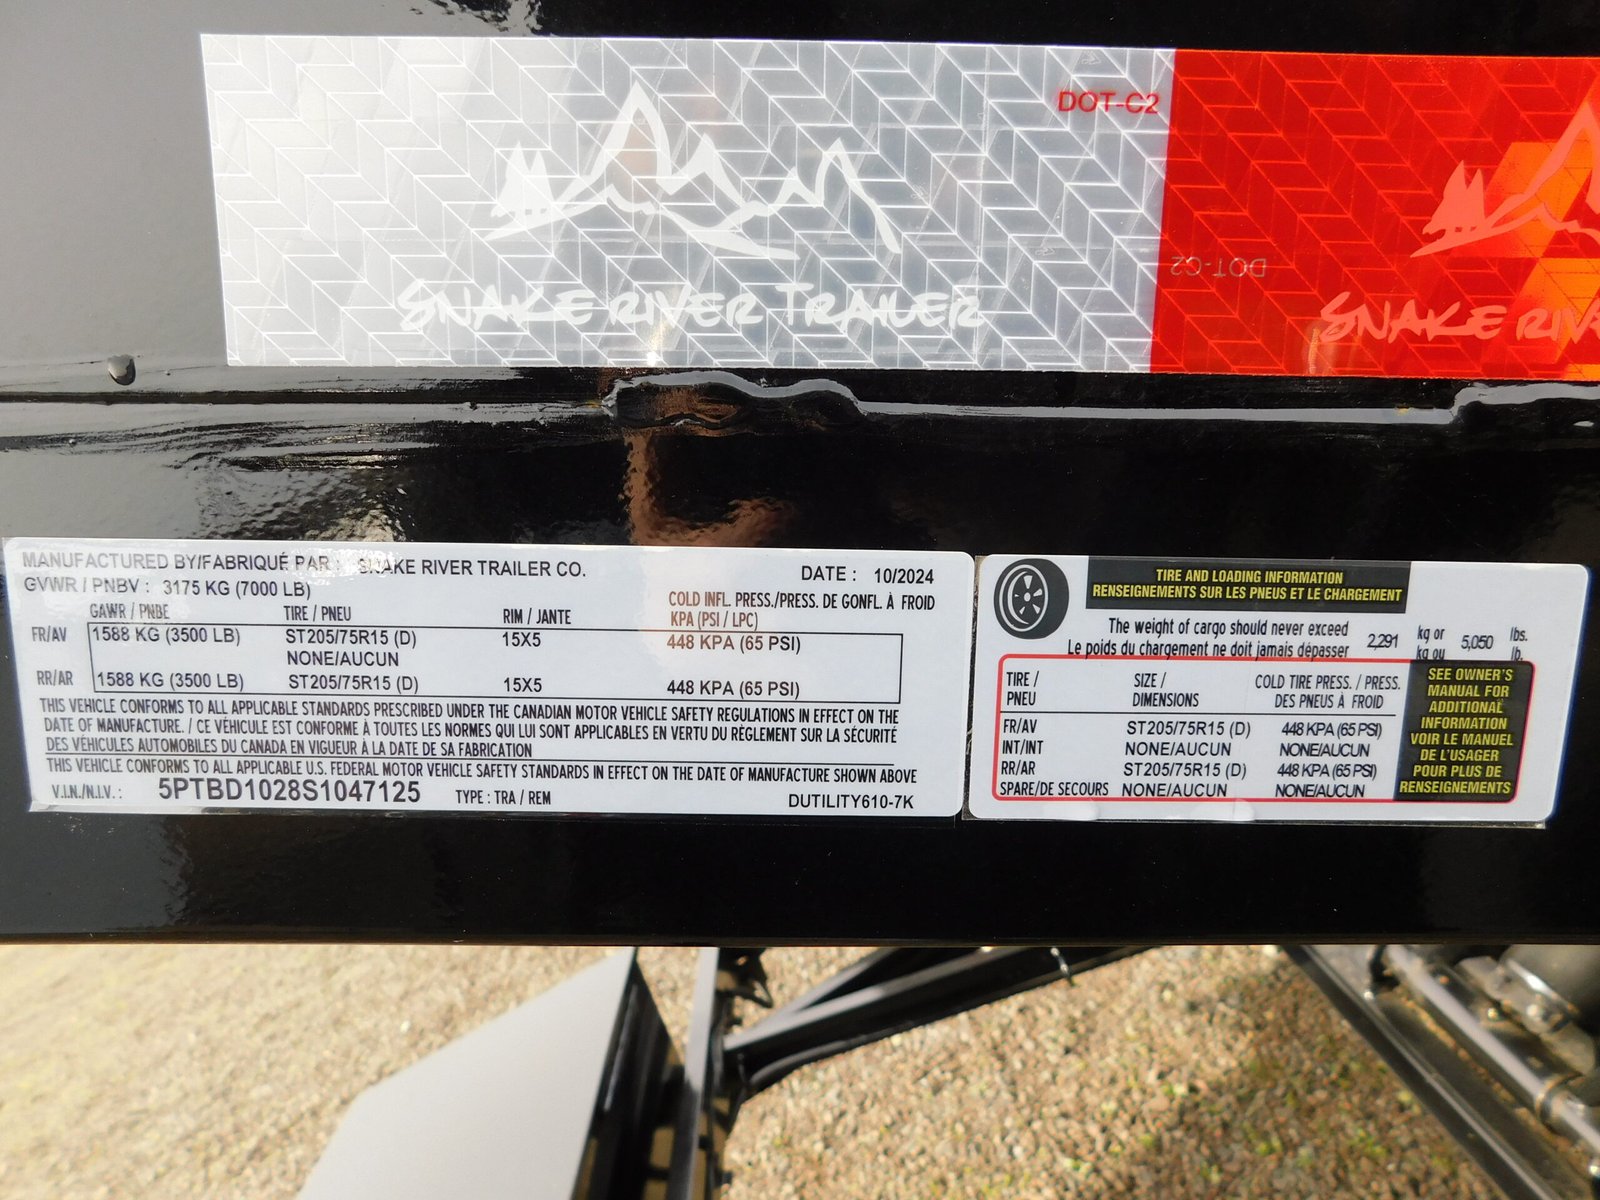 DOT-C2
DOT-C2
SNAKE RIVER TRAILER
SNAKE RIV
MANUFACTURED BY/FABRIQUÉ PAR : SNAKE RIVER TRAILER CO.
GVWR / PNBV : 3175 KG (7000 LB)
DATE : 10/2024
GAWR / PNBE TIRE / PNEU RIM / JANTE COLD INFL. PRESS./PRESS. DE GONFL. À FROID
KPA (PSI / LPC)
FR/AV 1588 KG (3500 LB) ST205/75R15 (D) 15X5 448 KPA (65 PSI)
NONE/AUCUN
RR/AR 1588 KG (3500 LB) ST205/75R15 (D) 15X5 448 KPA (65 PSI)
THIS VEHICLE CONFORMS TO ALL APPLICABLE STANDARDS PRESCRIBED UNDER THE CANADIAN MOTOR VEHICLE SAFETY REGULATIONS IN EFFECT ON THE
DATE OF MANUFACTURE. / CE VÉHICULE EST CONFORME À TOUTES LES NORMES QUI LUI SONT APPLICABLES EN VERTU DU RÈGLEMENT SUR LA SÉCURITÉ
DES VÉHICULES AUTOMOBILES DU CANADA EN VIGUEUR À LA DATE DE SA FABRICATION
THIS VEHICLE CONFORMS TO ALL APPLICABLE U.S. FEDERAL MOTOR VEHICLE SAFETY STANDARDS IN EFFECT ON THE DATE OF MANUFACTURE SHOWN ABOVE
V.I.N./N.I.V. : 5PTBD1028S1047125 TYPE : TRA / REM DUTILITY610-7K
TIRE AND LOADING INFORMATION
RENSEIGNEMENTS SUR LES PNEUS ET LE CHARGEMENT
The weight of cargo should never exceed 2,291 kg or 5,050 lbs.
Le poids du chargement ne doit jamais dépasser kg ou lb.
TIRE / SIZE / COLD TIRE PRESS. / PRESS.
PNEU DIMENSIONS DES PNEUS À FROID
FR/AV ST205/75R15 (D) 448 KPA (65 PSI)
INT/INT NONE/AUCUN NONE/AUCUN
RR/AR ST205/75R15 (D) 448 KPA (65 PSI)
SPARE/DE SECOURS NONE/AUCUN NONE/AUCUN
SEE OWNER'S
MANUAL FOR
ADDITIONAL
INFORMATION
VOIR LE MANUEL
DE L'USAGER
POUR PLUS DE
RENSEIGNEMENTS